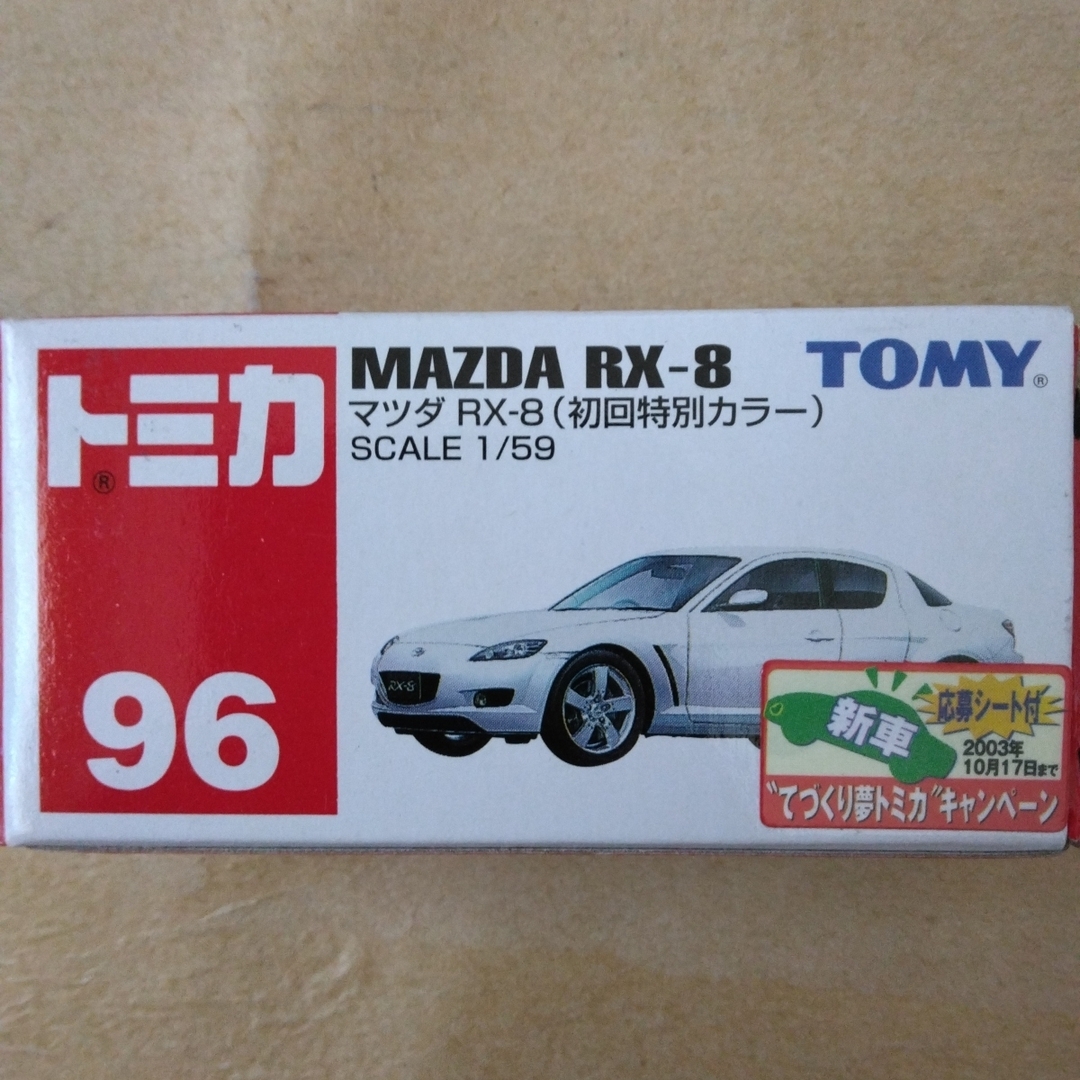 トミカ®
96
MAZDA RX-8
マツダ RX-8(初回特別カラー)
SCALE 1/59
TOMY®
RX-8
新車
応募シート付
2003年
10月17日まで
"てづくり夢トミカ"キャンペーン